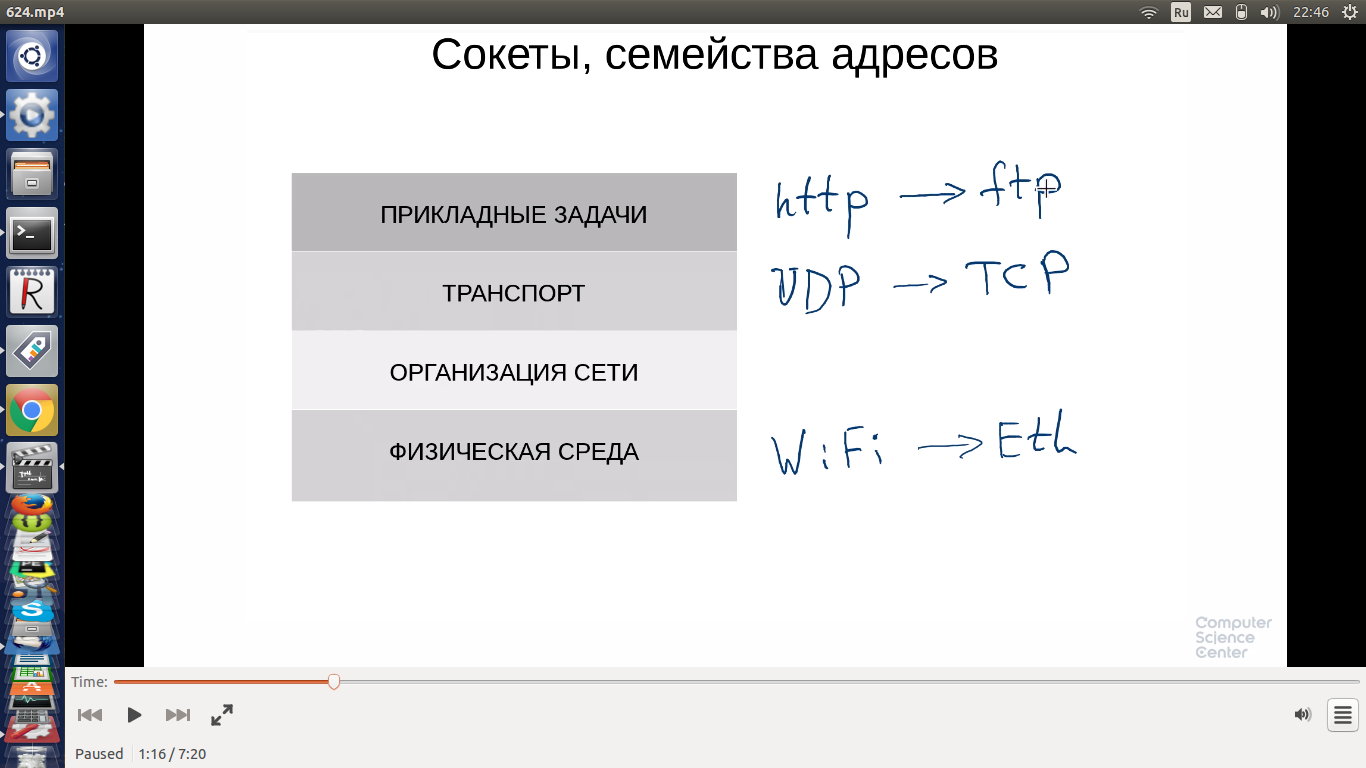 624.mp4
Ru
22:46
Сокеты, семейства адресов
ПРИКЛАДНЫЕ ЗАДАЧИ
http → ftp
ТРАНСПОРТ
UDP → TCP
ОРГАНИЗАЦИЯ СЕТИ
ФИЗИЧЕСКАЯ СРЕДА
WiFi → Eth
Computer
Science
Center
Time:
Paused
1:16 / 7:20